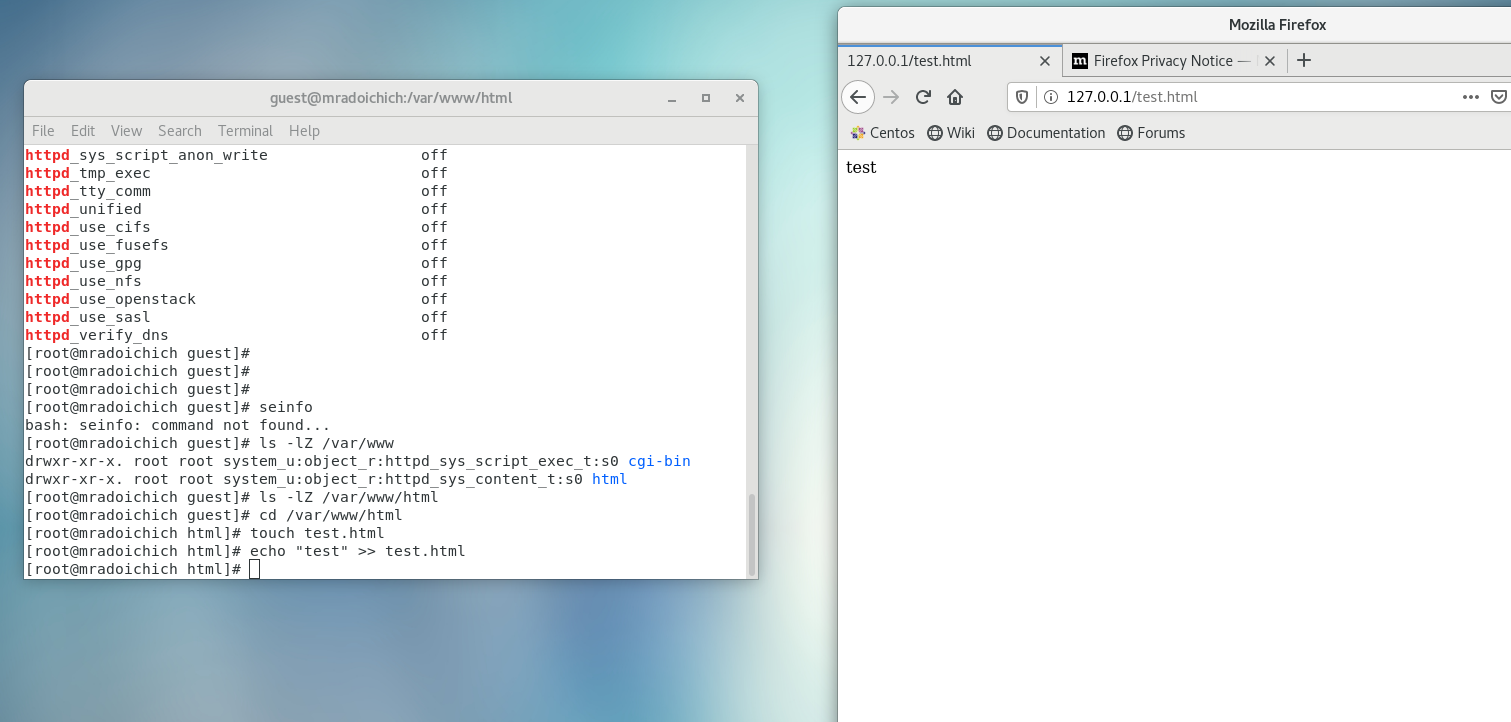 guest@mradoichich:/var/www/html
File Edit View Search Terminal Help
httpd_sys_script_anon_write off
httpd_tmp_exec off
httpd_tty_comm off
httpd_unified off
httpd_use_cifs off
httpd_use_fusefs off
httpd_use_gpg off
httpd_use_nfs off
httpd_use_openstack off
httpd_use_sasl off
httpd_verify_dns off
[root@mradoichich guest]#
[root@mradoichich guest]#
[root@mradoichich guest]#
[root@mradoichich guest]# seinfo
bash: seinfo: command not found...
[root@mradoichich guest]# ls -lZ /var/www
drwxr-xr-x. root root system_u:object_r:httpd_sys_script_exec_t:s0 cgi-bin
drwxr-xr-x. root root system_u:object_r:httpd_sys_content_t:s0 html
[root@mradoichich guest]# ls -lZ /var/www/html
[root@mradoichich guest]# cd /var/www/html
[root@mradoichich html]# touch test.html
[root@mradoichich html]# echo "test" >> test.html
[root@mradoichich html]#
Mozilla Firefox
127.0.0.1/test.html
m Firefox Privacy Notice —
127.0.0.1/test.html
Centos Wiki Documentation Forums
test